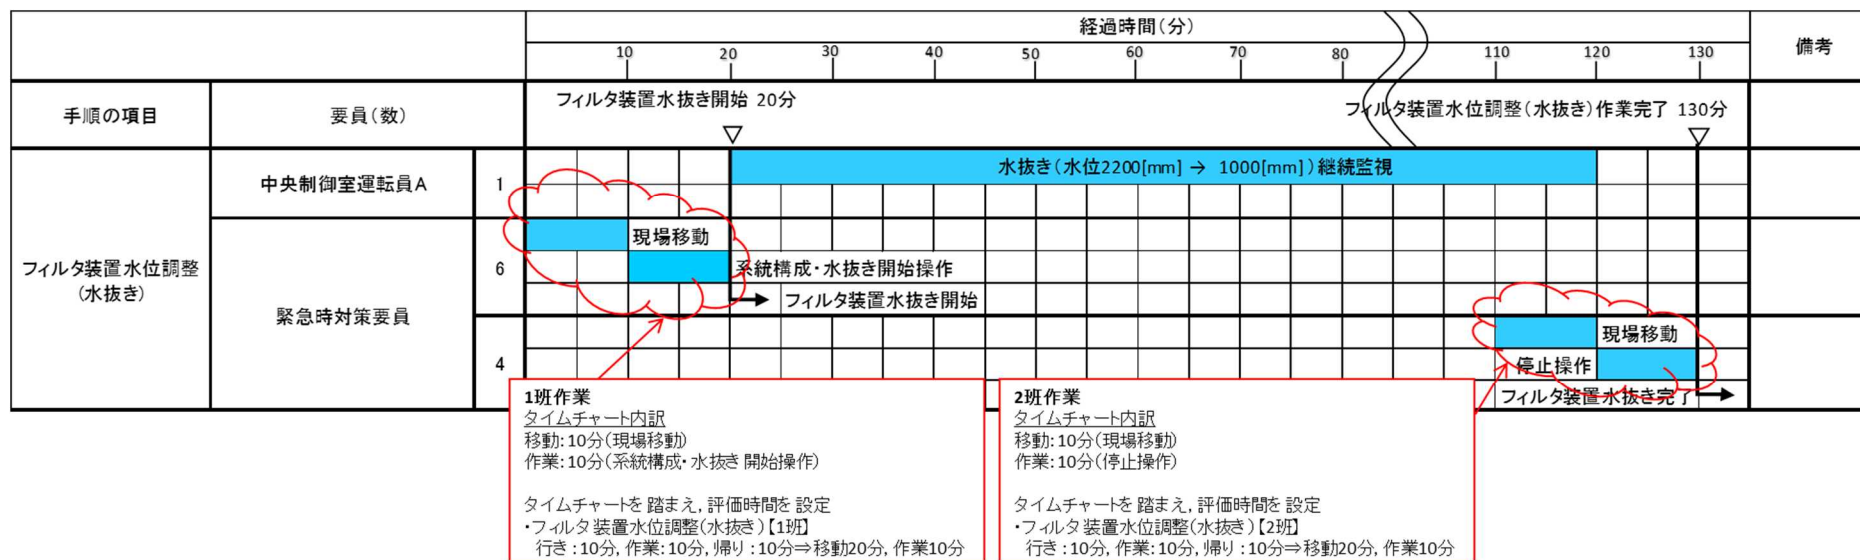 経過時間(分)
備考
10 20 30 40 50 60 70 80 110 120 130
手順の項目
要員(数)
フィルタ装置水抜き開始 20分
フィルタ装置水位調整(水抜き)作業完了 130分
フィルタ装置水位調整
(水抜き)
中央制御室運転員A
1
水抜き(水位2200[mm] → 1000[mm])継続監視
緊急時対策要員
6
現場移動
系統構成・水抜き開始操作
フィルタ装置水抜き開始
4
現場移動
停止操作
フィルタ装置水抜き完了
1班作業
タイムチャート内訳
移動:10分(現場移動)
作業:10分(系統構成・水抜き開始操作)
タイムチャートを踏まえ,評価時間を設定
・フィルタ装置水位調整(水抜き)【1班】
行き:10分,作業:10分,帰り:10分⇒移動20分,作業10分
2班作業
タイムチャート内訳
移動:10分(現場移動)
作業:10分(停止操作)
タイムチャートを踏まえ,評価時間を設定
・フィルタ装置水位調整(水抜き)【2班】
行き:10分,作業:10分,帰り:10分⇒移動20分,作業10分